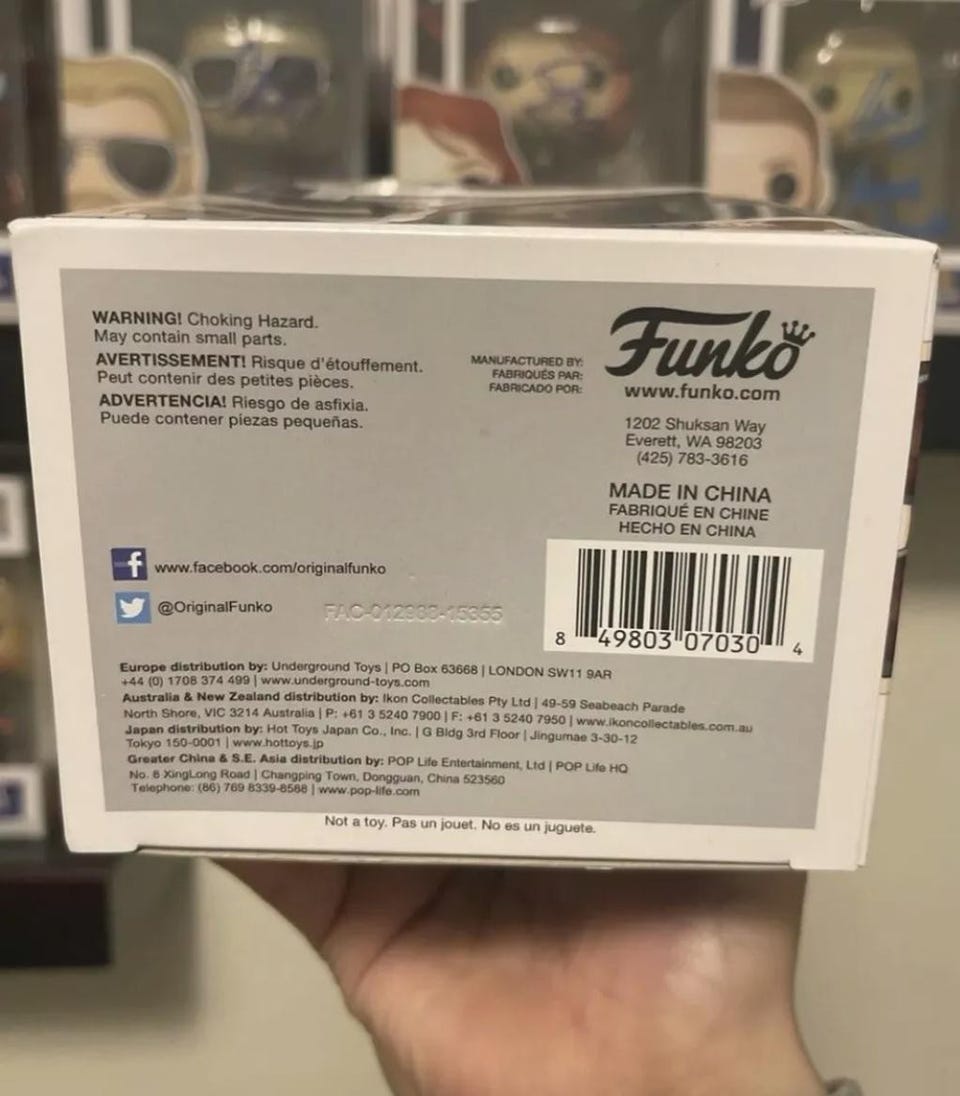 WARNING! Choking Hazard.
May contain small parts.
AVERTISSEMENT! Risque d'étouffement.
Peut contenir des petites pièces.
ADVERTENCIA! Riesgo de asfixia.
Puede contener piezas pequeñas.
MANUFACTURED BY:
FABRIQUÉS PAR:
FABRICADO POR:
Funko
www.funko.com
1202 Shuksan Way
Everett, WA 98203
(425) 783-3616
MADE IN CHINA
FABRIQUÉ EN CHINE
HECHO EN CHINA
f www.facebook.com/originalfunko
@OriginalFunko
FAC-012983-15355
8 49803 07030 4
Europe distribution by: Underground Toys | PO Box 63668 | LONDON SW11 9AR
+44 (0) 1708 374 499 | www.underground-toys.com
Australia & New Zealand distribution by: Ikon Collectables Pty Ltd | 49-59 Seabeach Parade
North Shore, VIC 3214 Australia | P: +61 3 5240 7900 | F: +61 3 5240 7950 | www.ikoncollectables.com.au
Japan distribution by: Hot Toys Japan Co., Inc. | G Bldg 3rd Floor | Jingumae 3-30-12
Tokyo 150-0001 | www.hottoys.jp
Greater China & S.E. Asia distribution by: POP Life Entertainment, Ltd | POP Life HQ
No. 6 XingLong Road | Changping Town, Dongguan, China 523560
Telephone: (86) 769 8339-8588 | www.pop-life.com
Not a toy. Pas un jouet. No es un juguete.